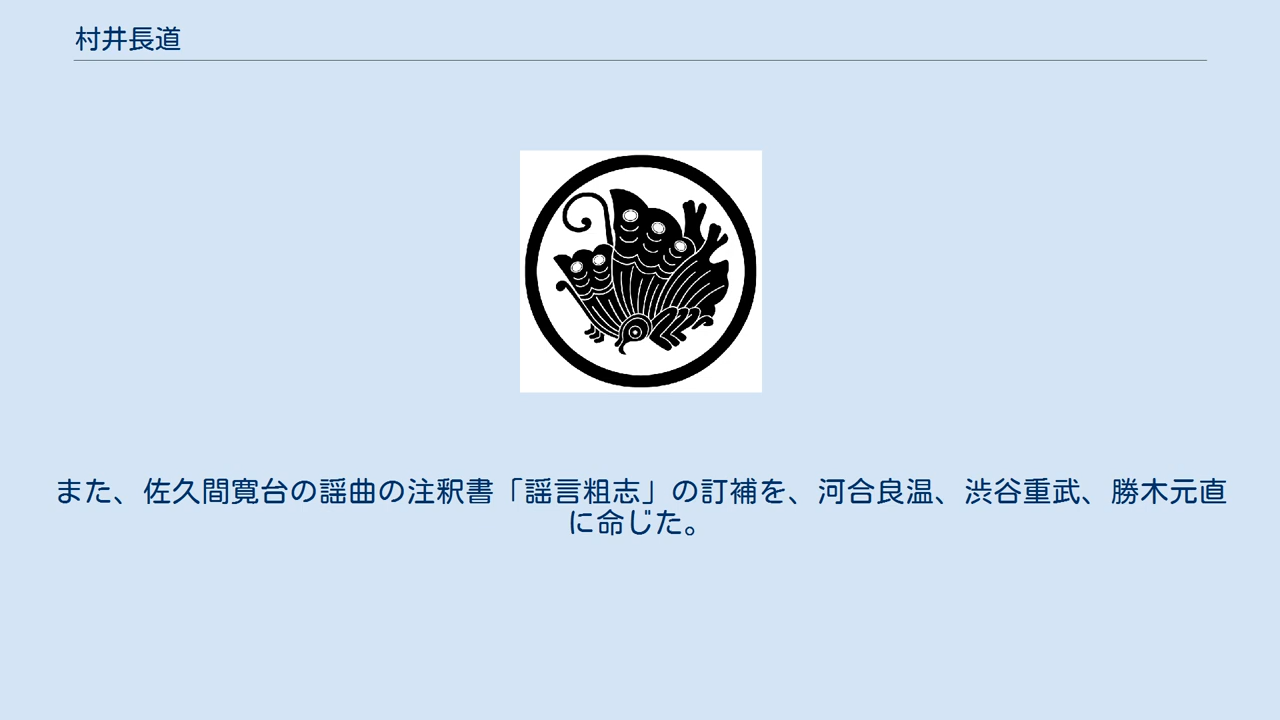 村井長道
また、佐久間寛台の謡曲の注釈書「謡言粗志」の訂補を、河合良温、渋谷重武、勝木元直
に命じた。